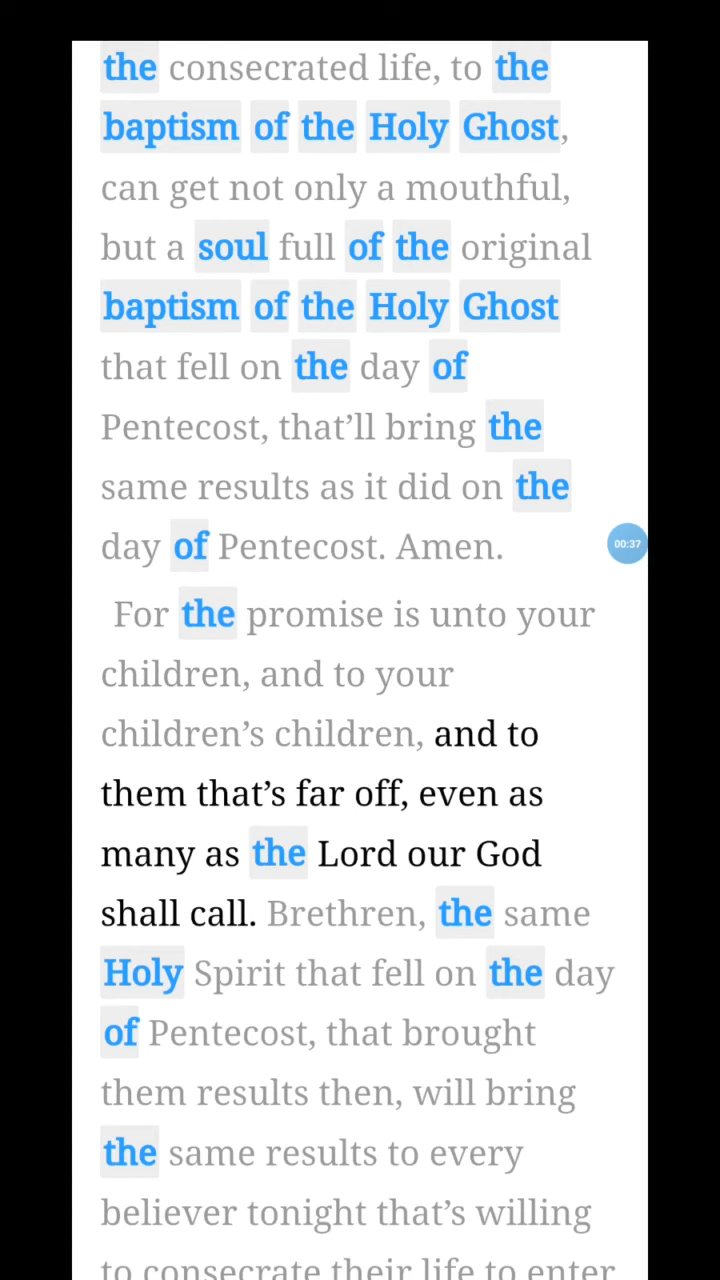 the consecrated life, to the
baptism of the Holy Ghost,
can get not only a mouthful,
but a soul full of the original
baptism of the Holy Ghost
that fell on the day of
Pentecost, that’ll bring the
same results as it did on the
day of Pentecost. Amen.
00:37
For the promise is unto your
children, and to your
children’s children, and to
them that’s far off, even as
many as the Lord our God
shall call. Brethren, the same
Holy Spirit that fell on the day
of Pentecost, that brought
them results then, will bring
the same results to every
believer tonight that’s willing
to consecrate their life to enter